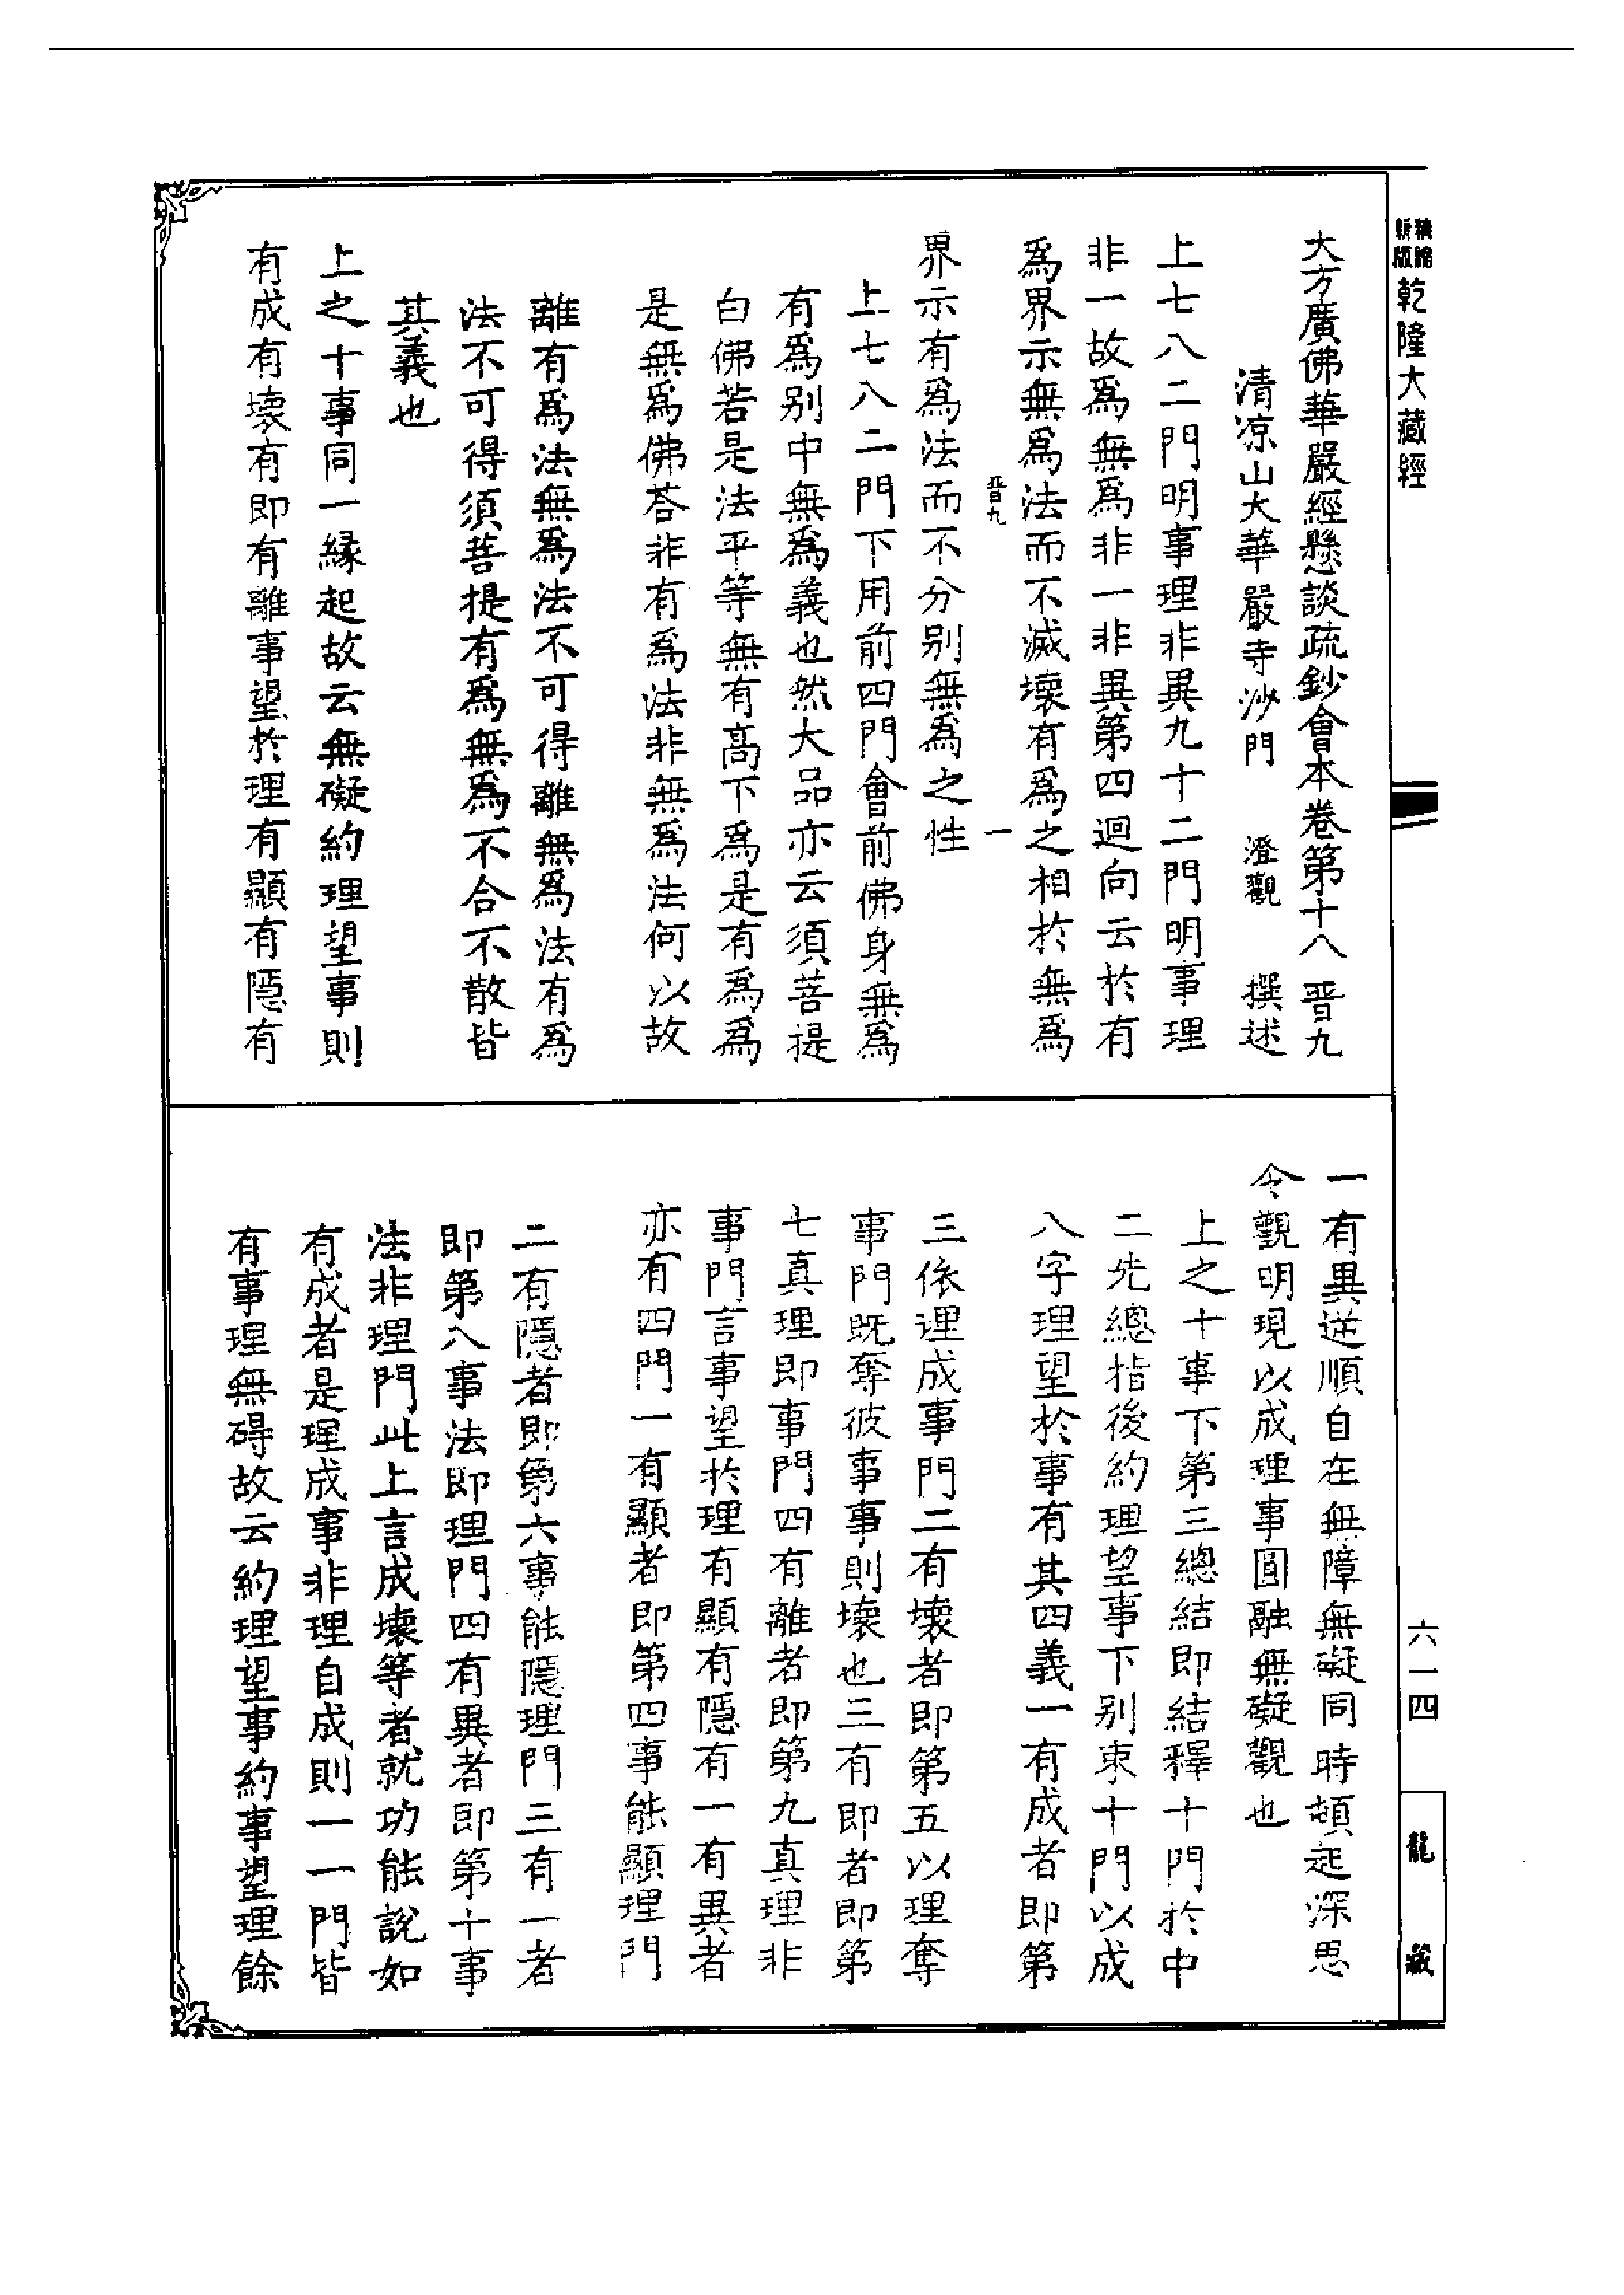 新編
新版
乾隆大藏經
大方廣佛華嚴經懸談疏鈔會本卷第十八 晋九
清凉山大華嚴寺沙門 澄觀 撰述
上七八二門明事理非異九十二門明事理
非一故爲無爲非一非異第四迴向云於有
爲界示無爲法而不滅壞有爲之相於無爲
晋九 一
界示有爲法而不分别無爲之性
上七八二門下用前四門會前佛身無爲
有爲别中無爲義也然大品亦云須菩提
白佛若是法平等無有高下爲是有爲爲
是無爲佛荅非有爲法非無爲法何以故
離有爲法無爲法不可得離無爲法有爲
法不可得須菩提有爲無爲不合不散皆
其義也
上之十事同一緣起故云無礙約理望事則
有成有壞有即有離事望於理有顯有隱有
一有異逆順自在無障無礙同時頓起深思
令觀明現以成理事圓融無礙觀也
上之十事下第三總結即結釋十門於中
二先總指後約理望事下别束十門以成
八字理望於事有其四義一有成者即第
三依理成事門二有壞者即第五以理奪
事門既奪彼事事則壞也三有即者即第
七真理即事門四有離者即第九真理非
事門言事望於理有顯有隱有一有異者
亦有四門一有顯者即第四事能顯理門
二有隱者即第六事能隱理門三有一者
即第八事法即理門四有異者即第十事
法非理門此上言成壞等者就功能說如
有成者是理成事非理自成則一一門皆
有事理無碍故云約理望事約事望理餘
六一四
龍藏